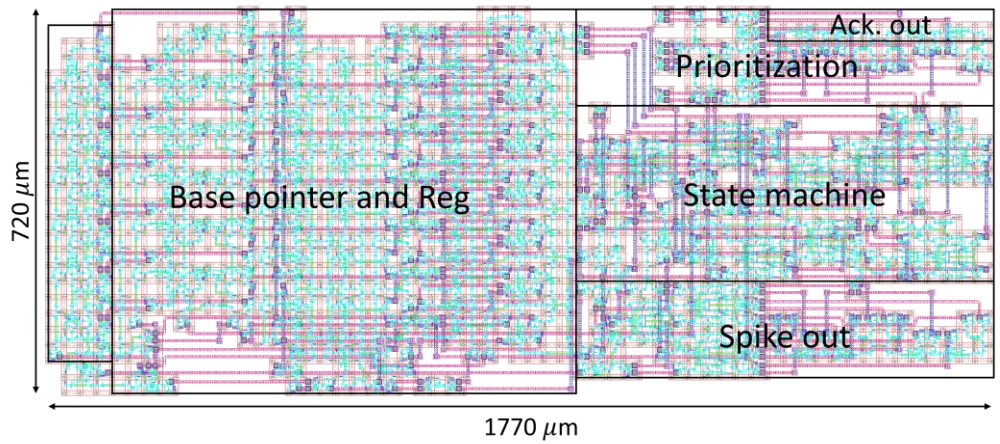 Ack. out
Prioritization
Base pointer and Reg
State machine
Spike out
720 μm
1770 μm